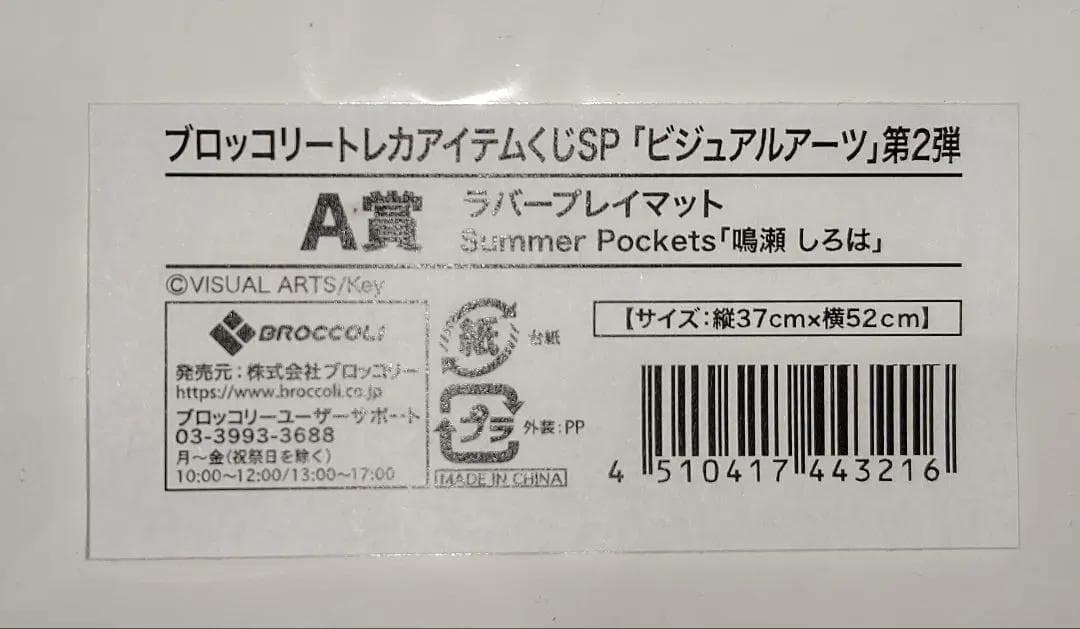 ブロッコリートレカアイテムくじSP「ビジュアルアーツ」第2弾
A賞
ラバープレイマット
Summer Pockets「鳴瀬 しろは」
©VISUAL ARTS/Key
BROCCOLI
発売元：株式会社ブロッコリー
https://www.broccoli.co.jp
ブロッコリーユーザーサポート
03-3993-3688
月～金(祝祭日を除く)
10:00～12:00/13:00～17:00
紙
台紙
プラ
外装：PP
MADE IN CHINA
【サイズ：縦37cm×横52cm】
4 510417 443216